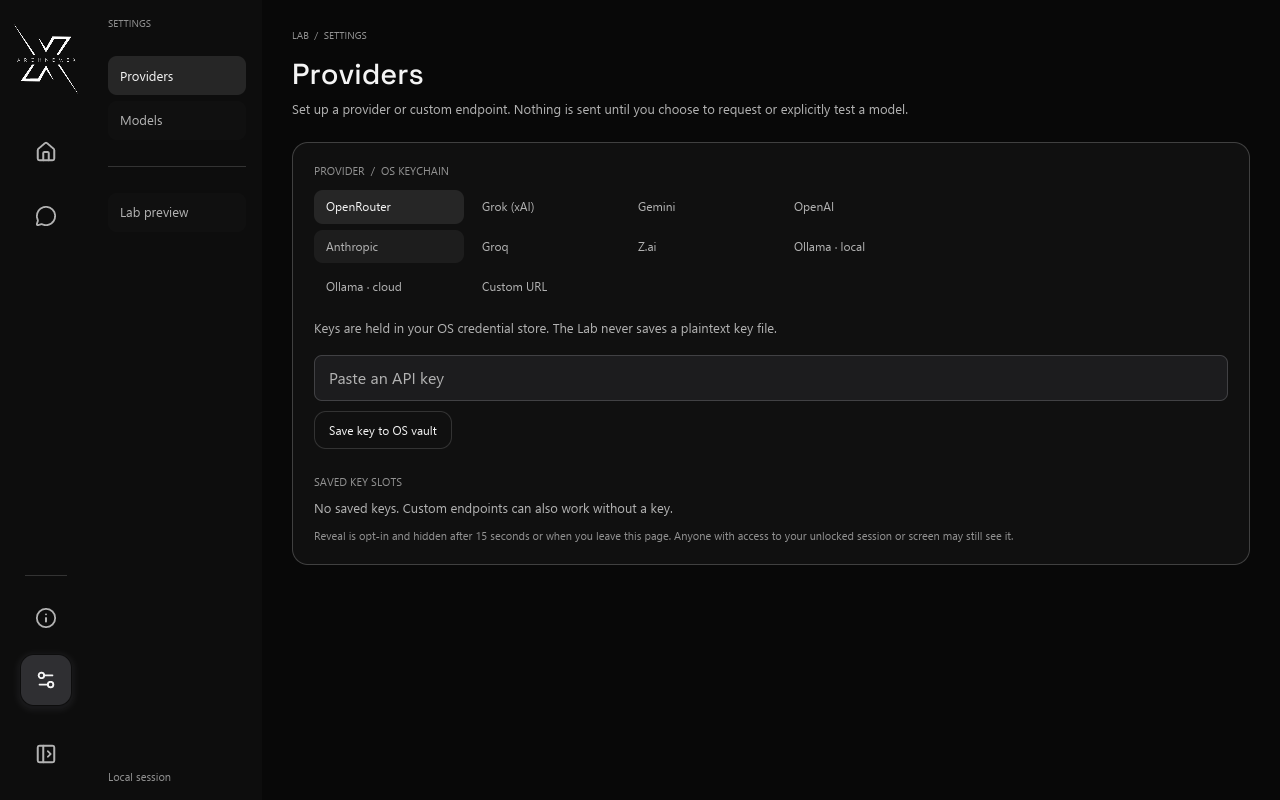 SETTINGS
Providers
Models
Lab preview
Local session
LAB / SETTINGS
Providers
Set up a provider or custom endpoint. Nothing is sent until you choose to request or explicitly test a model.
PROVIDER / OS KEYCHAIN
OpenRouter Grok (xAI) Gemini OpenAI
Anthropic Groq Z.ai Ollama · local
Ollama · cloud Custom URL
Keys are held in your OS credential store. The Lab never saves a plaintext key file.
Paste an API key
Save key to OS vault
SAVED KEY SLOTS
No saved keys. Custom endpoints can also work without a key.
Reveal is opt-in and hidden after 15 seconds or when you leave this page. Anyone with access to your unlocked session or screen may still see it.